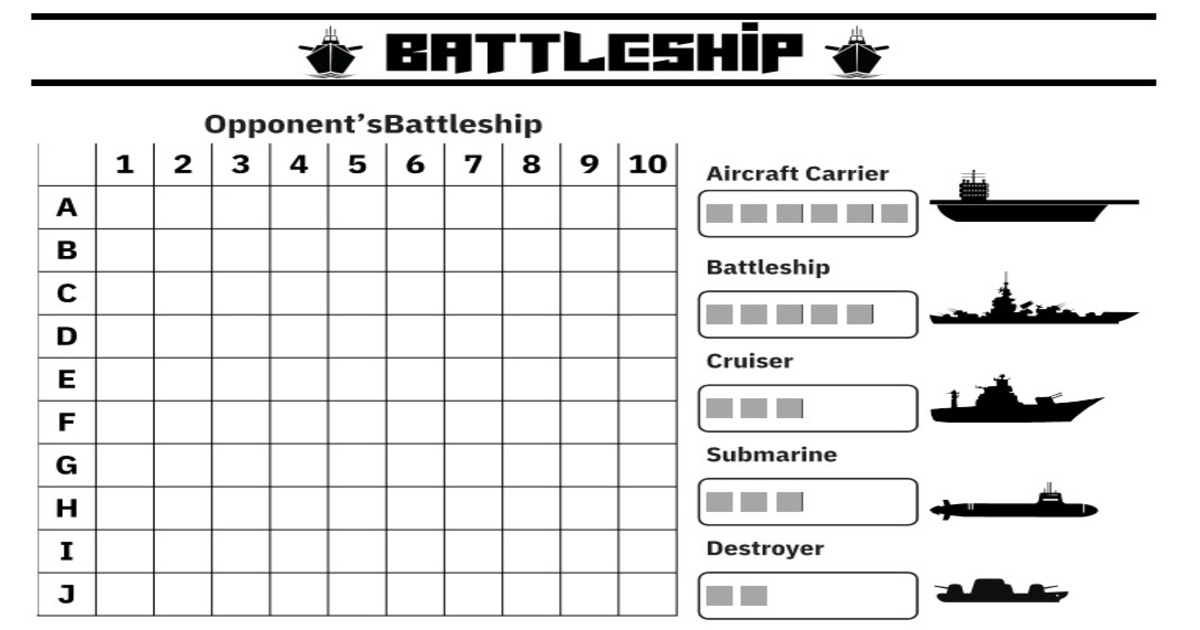 BATTLESHIP
Opponent'sBattleship
1 2 3 4 5 6 7 8 9 10
A
B
C
D
E
F
G
H
I
J
Aircraft Carrier
Battleship
Cruiser
Submarine
Destroyer